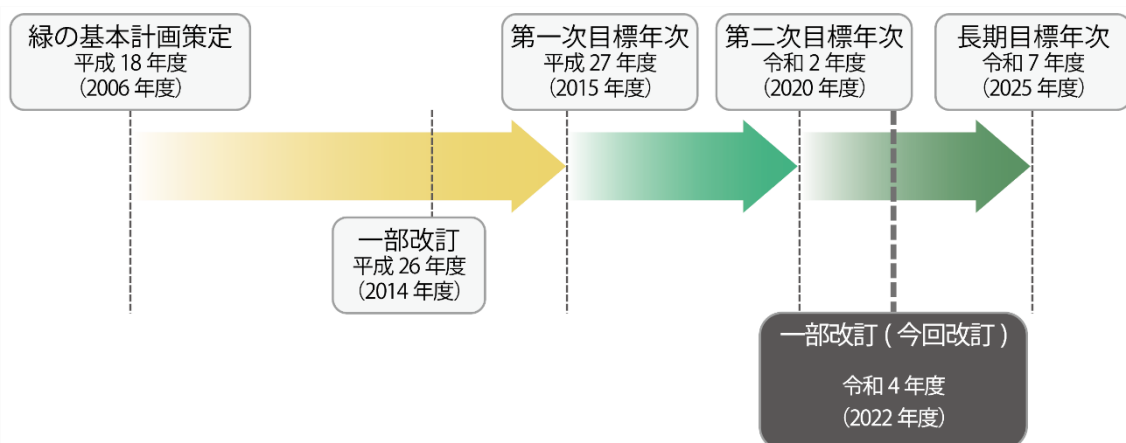 緑の基本計画策定
平成 18 年度
（2006 年度）
第一次目標年次
平成 27 年度
（2015 年度）
第二次目標年次
令和 2 年度
（2020 年度）
長期目標年次
令和 7 年度
（2025 年度）
一部改訂
平成 26 年度
（2014 年度）
一部改訂 ( 今回改訂 )
令和 4 年度
（2022 年度）